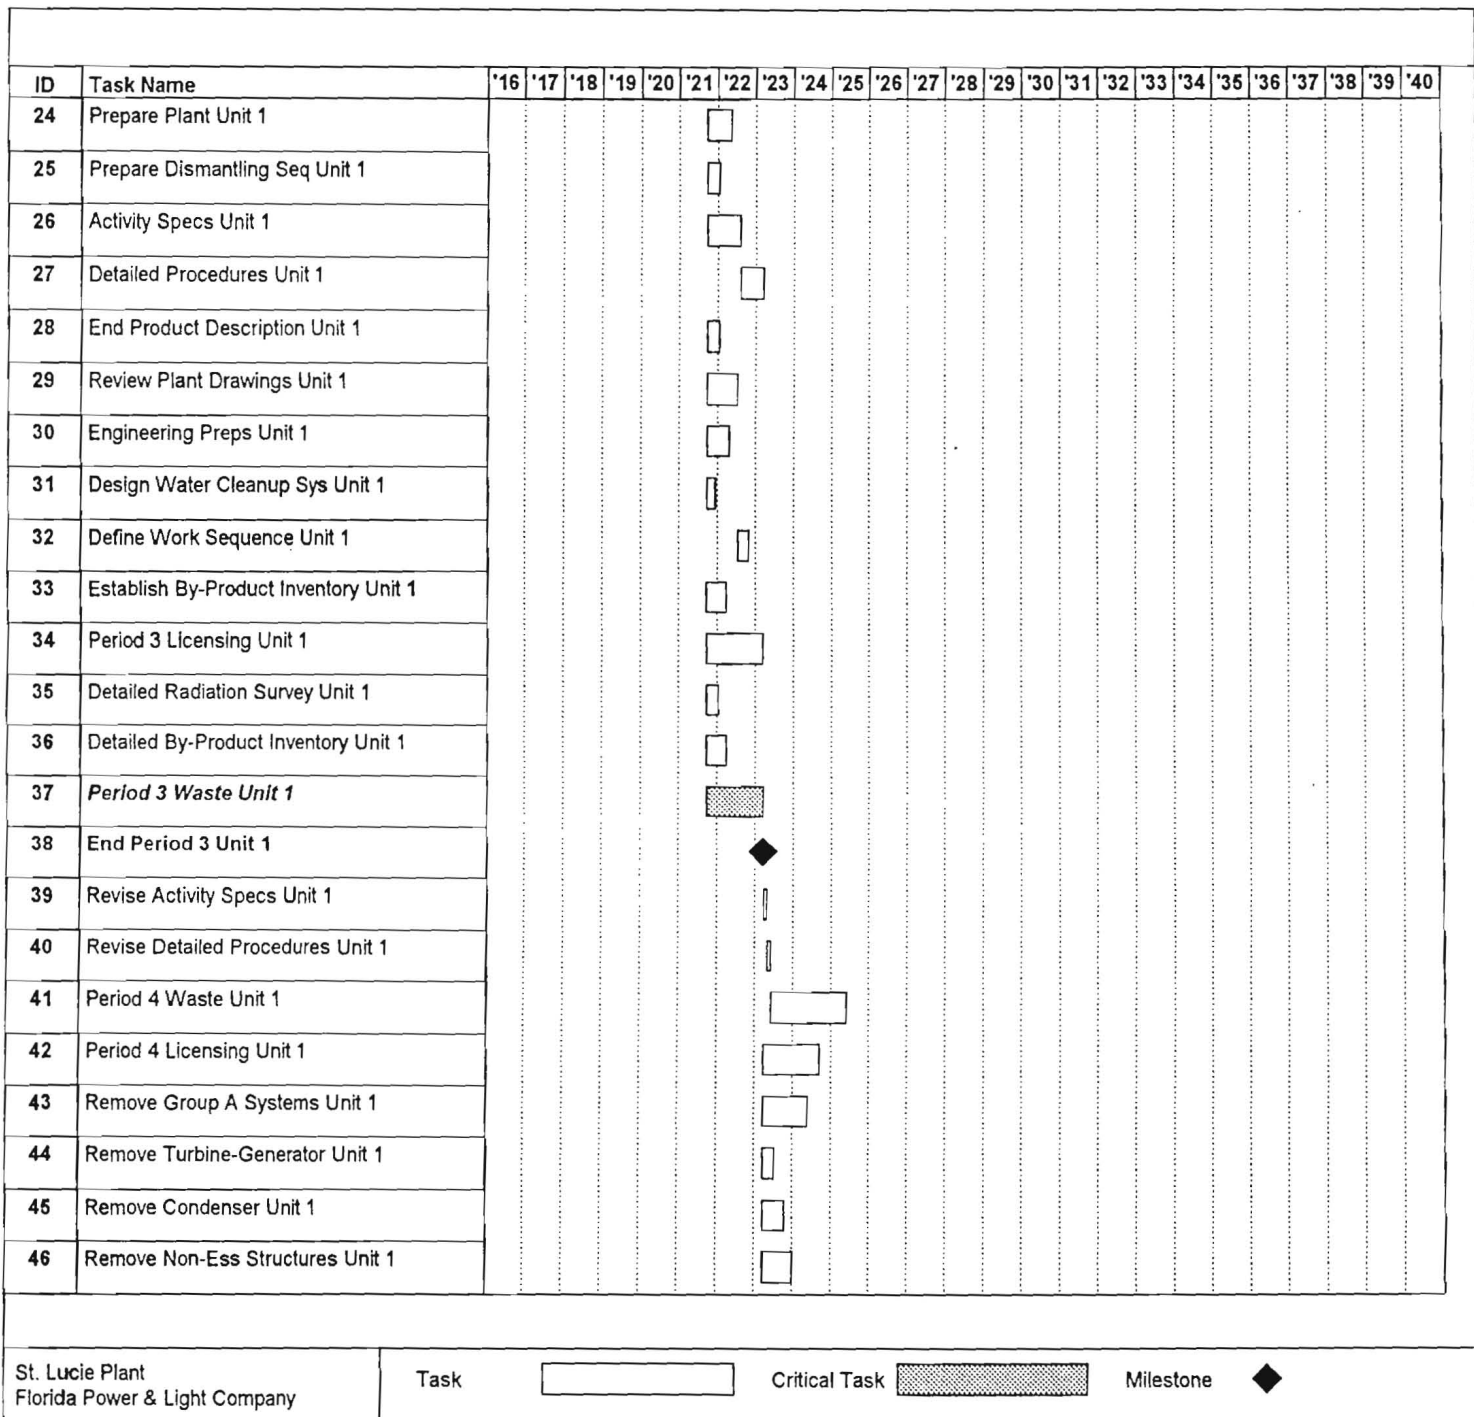 ID Task Name '16 '17 '18 '19 '20 '21 '22 '23 '24 '25 '26 '27 '28 '29 '30 '31 '32 '33 '34 '35 '36 '37 '38 '39 '40
24 Prepare Plant Unit 1
25 Prepare Dismantling Seq Unit 1
26 Activity Specs Unit 1
27 Detailed Procedures Unit 1
28 End Product Description Unit 1
29 Review Plant Drawings Unit 1
30 Engineering Preps Unit 1
31 Design Water Cleanup Sys Unit 1
32 Define Work Sequence Unit 1
33 Establish By-Product Inventory Unit 1
34 Period 3 Licensing Unit 1
35 Detailed Radiation Survey Unit 1
36 Detailed By-Product Inventory Unit 1
37 Period 3 Waste Unit 1
38 End Period 3 Unit 1
39 Revise Activity Specs Unit 1
40 Revise Detailed Procedures Unit 1
41 Period 4 Waste Unit 1
42 Period 4 Licensing Unit 1
43 Remove Group A Systems Unit 1
44 Remove Turbine-Generator Unit 1
45 Remove Condenser Unit 1
46 Remove Non-Ess Structures Unit 1
St. Lucie Plant
Florida Power & Light Company
Task Critical Task Milestone